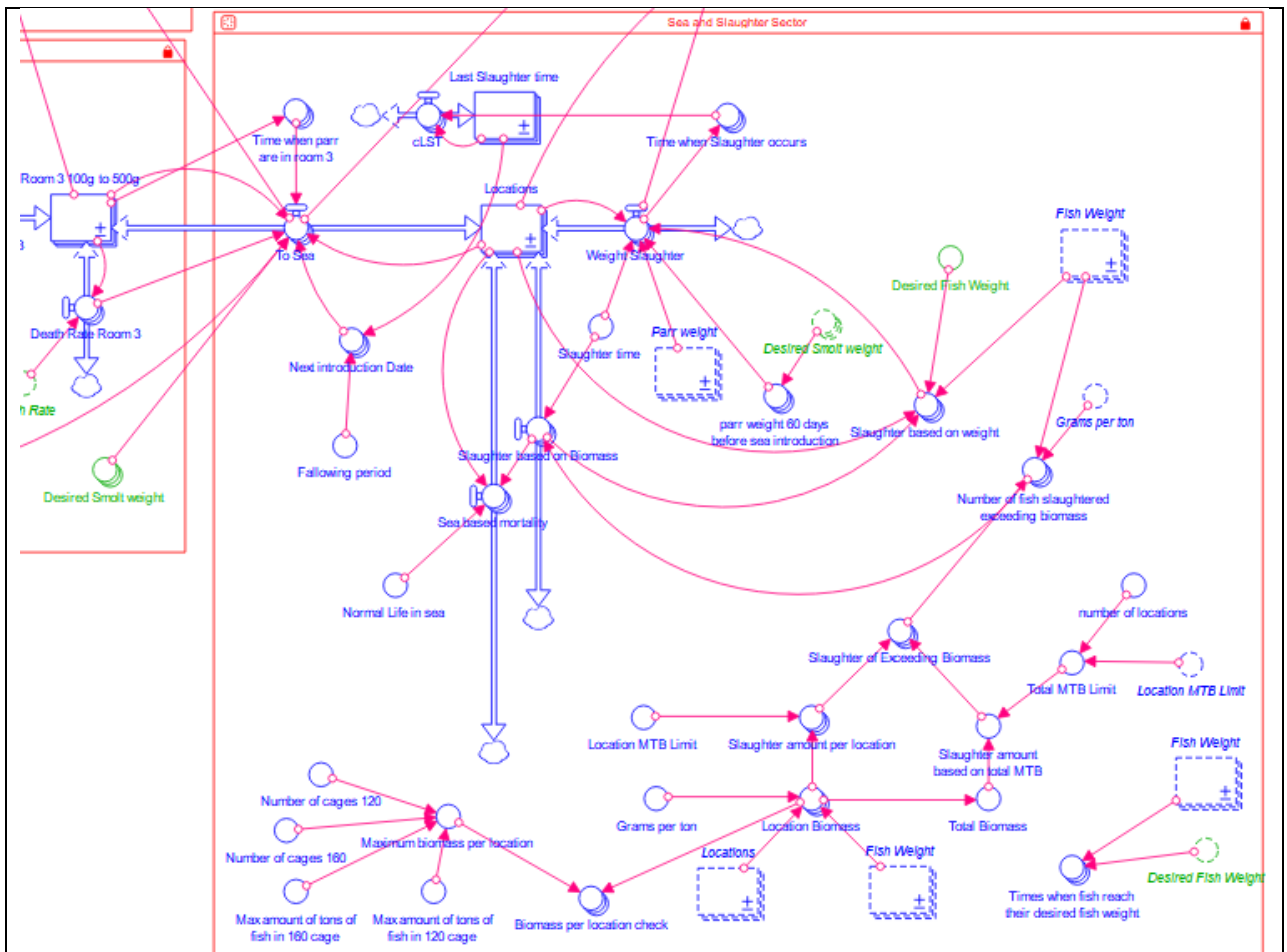 Sea and Slaughter Sector
Last Slaughter time
Time when parr
are in room 3
cLST
Time when Slaughter occurs
Room 3 100g to 500g
Locations
Fish Weight
3
To Sea
Weight Slaughter
Desired Fish Weight
Death Rate Room 3
Parr weight
Desired Smolt weight
Slaughter time
Next introduction Date
h Rate
Grams per ton
parr weight 60 days
before sea introduction
Slaughter based on weight
Slaughter based on Biomass
Fallowing period
Desired Smolt weight
Number of fish slaughtered
exceeding biomass
Sea based mortality
Normal Life in sea
number of locations
Slaughter of Exceeding Biomass
Total MTB Limit
Location MTB Limit
Location MTB Limit
Slaughter amount per location
Slaughter amount
based on total MTB
Fish Weight
Number of cages 120
Grams per ton
Location Biomass
Total Biomass
Maximum biomass per location
Number of cages 160
Locations
Fish Weight
Desired Fish Weight
Max amount of tons of
fish in 160 cage
Max amount of tons of
fish in 120 cage
Biomass per location check
Times when fish reach
their desired fish weight